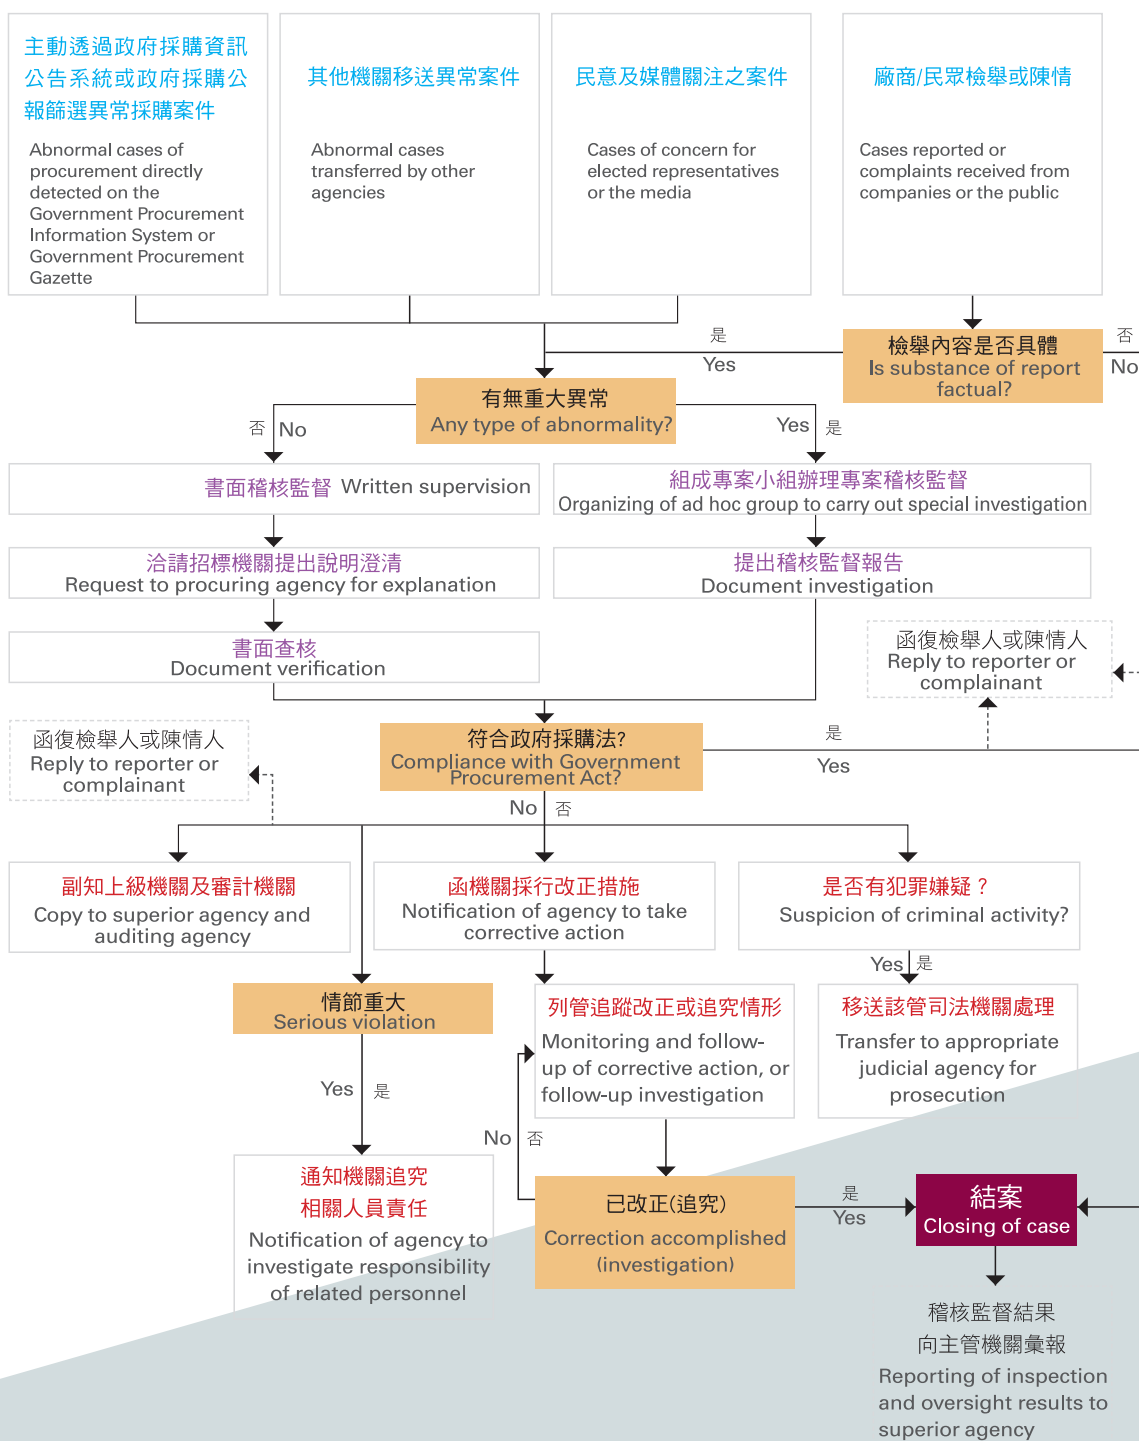 主動透過政府採購資訊
公告系統或政府採購公
報篩選異常採購案件
Abnormal cases of
procurement directly
detected on the
Government Procurement
Information System or
Government Procurement
Gazette
其他機關移送異常案件
Abnormal cases
transferred by other
agencies
民意及媒體關注之案件
Cases of concern for
elected representatives
or the media
廠商/民眾檢舉或陳情
Cases reported or
complaints received from
companies or the public
是
Yes
檢舉內容是否具體
Is substance of report
factual?
否
No
有無重大異常
Any type of abnormality?
否 No
Yes 是
書面稽核監督 Written supervision
組成專案小組辦理專案稽核監督
Organizing of ad hoc group to carry out special investigation
洽請招標機關提出說明澄清
Request to procuring agency for explanation
提出稽核監督報告
Document investigation
書面查核
Document verification
函復檢舉人或陳情人
Reply to reporter or
complainant
函復檢舉人或陳情人
Reply to reporter or
complainant
符合政府採購法?
Compliance with Government
Procurement Act?
是
Yes
No 否
副知上級機關及審計機關
Copy to superior agency and
auditing agency
函機關採行改正措施
Notification of agency to take
corrective action
是否有犯罪嫌疑？
Suspicion of criminal activity?
Yes 是
情節重大
Serious violation
列管追蹤改正或追究情形
Monitoring and follow-
up of corrective action, or
follow-up investigation
移送該管司法機關處理
Transfer to appropriate
judicial agency for
prosecution
Yes 是
No 否
通知機關追究
相關人員責任
Notification of agency to
investigate responsibility
of related personnel
已改正(追究)
Correction accomplished
(investigation)
是
Yes
結案
Closing of case
稽核監督結果
向主管機關彙報
Reporting of inspection
and oversight results to
superior agency